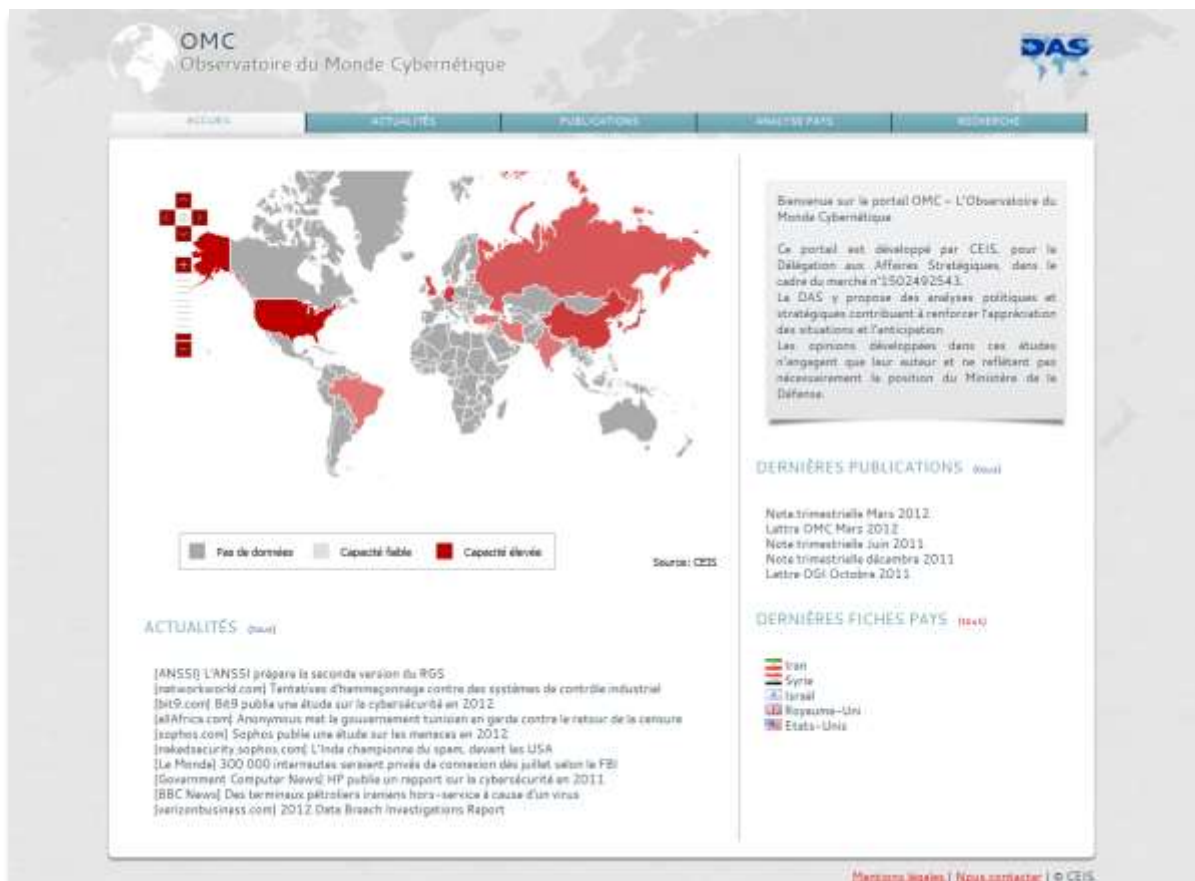 OMC
Observatoire du Monde Cybernétique
DAS
ACCUEIL
ACTUALITÉS
PUBLICATIONS
ANALYSE PAYS
RECHERCHE
Pas de données
Capacité faible
Capacité élevée
Source: CEIS
ACTUALITÉS
[ANSSI] L'ANSSI prépare la seconde version du RGS
[networkworld.com] Tentatives d'hammeçonnage contre des systèmes de contrôle industriel
[bit9.com] Bit9 publie une étude sur la cybersécurité en 2012
[allAfrica.com] Anonymous met le gouvernement tunisien en garde contre le retour de la censure
[sophos.com] Sophos publie une étude sur les menaces en 2012
[nakedsecurity.sophos.com] L'Inde championne du spam, devant les USA
[Le Monde] 300 000 internautes seraient privés de connexion dès juillet selon le FBI
[Government Computer News] HP publie un rapport sur la cybersécurité en 2011
[BBC News] Des terminaux pétroliers iraniens hors-service à cause d'un virus
[verizonbusiness.com] 2012 Data Breach Investigations Report
Bienvenue sur le portail OMC - L'Observatoire du
Monde Cybernétique
Ce portail est développé par CEIS, pour la
Délégation aux Affaires Stratégiques, dans le
cadre du marché n°1502492543.
La DAS y propose des analyses politiques et
stratégiques contribuant à renforcer l'appréciation
des situations et l'anticipation
Les opinions développées dans ces études
n'engagent que leur auteur et ne reflètent pas
nécessairement la position du Ministère de la
Défense.
DERNIÈRES PUBLICATIONS
Note trimestrielle Mars 2012
Lettre OMC Mars 2012
Note trimestrielle Juin 2011
Note trimestrielle décembre 2011
Lettre OGI Octobre 2011
DERNIÈRES FICHES PAYS
Iran
Syrie
Israël
Royaume-Uni
Etats-Unis
Mentions légales | Nous contacter | © CEIS